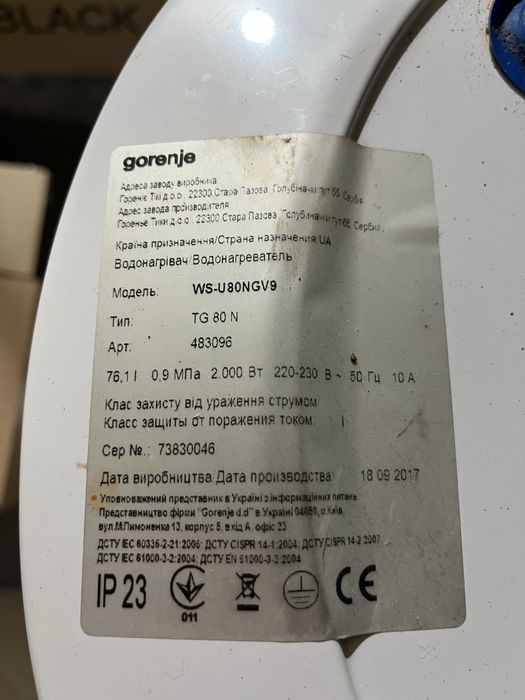 BLACK
gorenje
Адреса заводу виробника
Горенє Тікі д.о.о., 22300 Стара Пазова, Голубіначкі пут 6б Сербія
Адрес завода производителя
Горенье Тики д.о.о., 22300 Стара Пазова, Голубіначки пут 6б, Сербия,
Країна призначення/Страна назначения UA
Водонагрівач/Водонагреватель
Модель: WS-U80NGV9
Тип: TG 80 N
Арт: 483096
76,1 l 0,9 МПа 2.000 Вт 220-230 В ~ 50 Гц 10 А
Клас захисту від ураження струмом
Класс защиты от поражения током: I
Сер №.: 73830046
Дата виробництва/Дата производства: 18 09 2017
Уповноважений представник в Україні з інформаційних питань
Представництво фірми "Gorenje d.d" в Україні 04050, м.Київ,
вул.М.Пимоненка 13, корпус 5, вхід А, офіс 23
ДСТУ IEC 60335-2-21:2006; ДСТУ CISPR 14-1:2004; ДСТУ CISPR 14-2:2007
ДСТУ IEC 61000-3-2:2004; ДСТУ EN 61000-3-3:2004
IP 23 CE
011